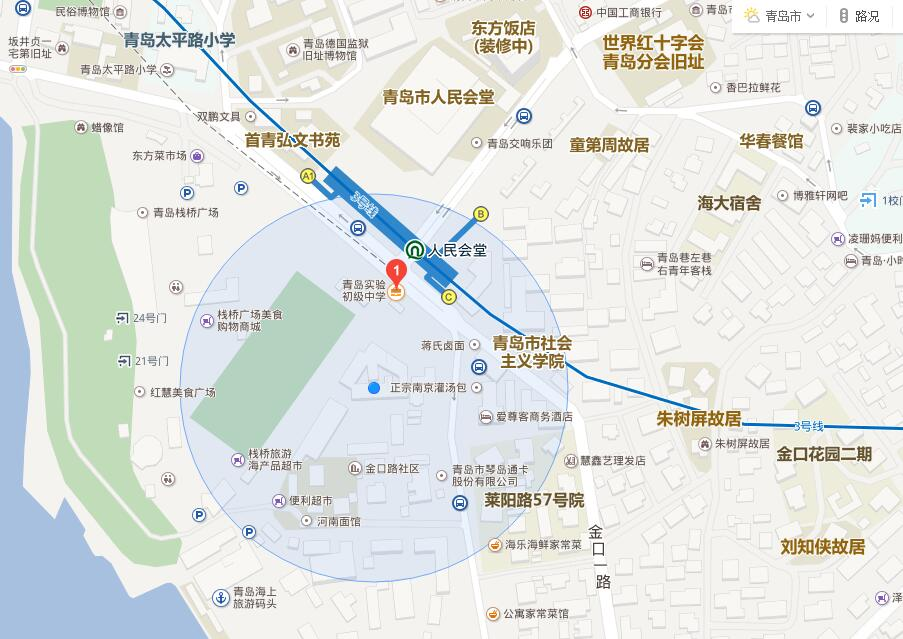 民俗博物馆
中国工商银行
青岛市
青岛市
路况
东方饭店
(装修中)
世界红十字会
青岛分会旧址
坂井贞一
宅第旧址
青岛太平路小学
青岛太平路小学
青岛德国监狱
旧址博物馆
青岛市人民会堂
香巴拉鲜花
双鹏文具
首青弘文书苑
蜡像馆
青岛交响乐团
童第周故居
华春餐馆
裴家小吃店
东方菜市场
A1
P
P
3号线
海大宿舍
博雅轩网吧
1校门
青岛栈桥广场
B
人民会堂
凌珊妈便利
青岛巷左巷
右青年客栈
青岛·小时
1
青岛实验
初级中学
C
24号门
栈桥广场美食
购物商城
蒋氏卤面
青岛市社会
主义学院
21号门
红慧美食广场
正宗南京灌汤包
爱尊客商务酒店
朱树屏故居
3号线
朱树屏故居
金口花园二期
栈桥旅游
海产品超市
金口路社区
青岛市琴岛通卡
股份有限公司
慧鑫艺理发店
便利超市
莱阳路57号院
P
河南面馆
P
金口一路
海乐海鲜家常菜
刘知侠故居
青岛海上
旅游码头
公寓家常菜馆
泽